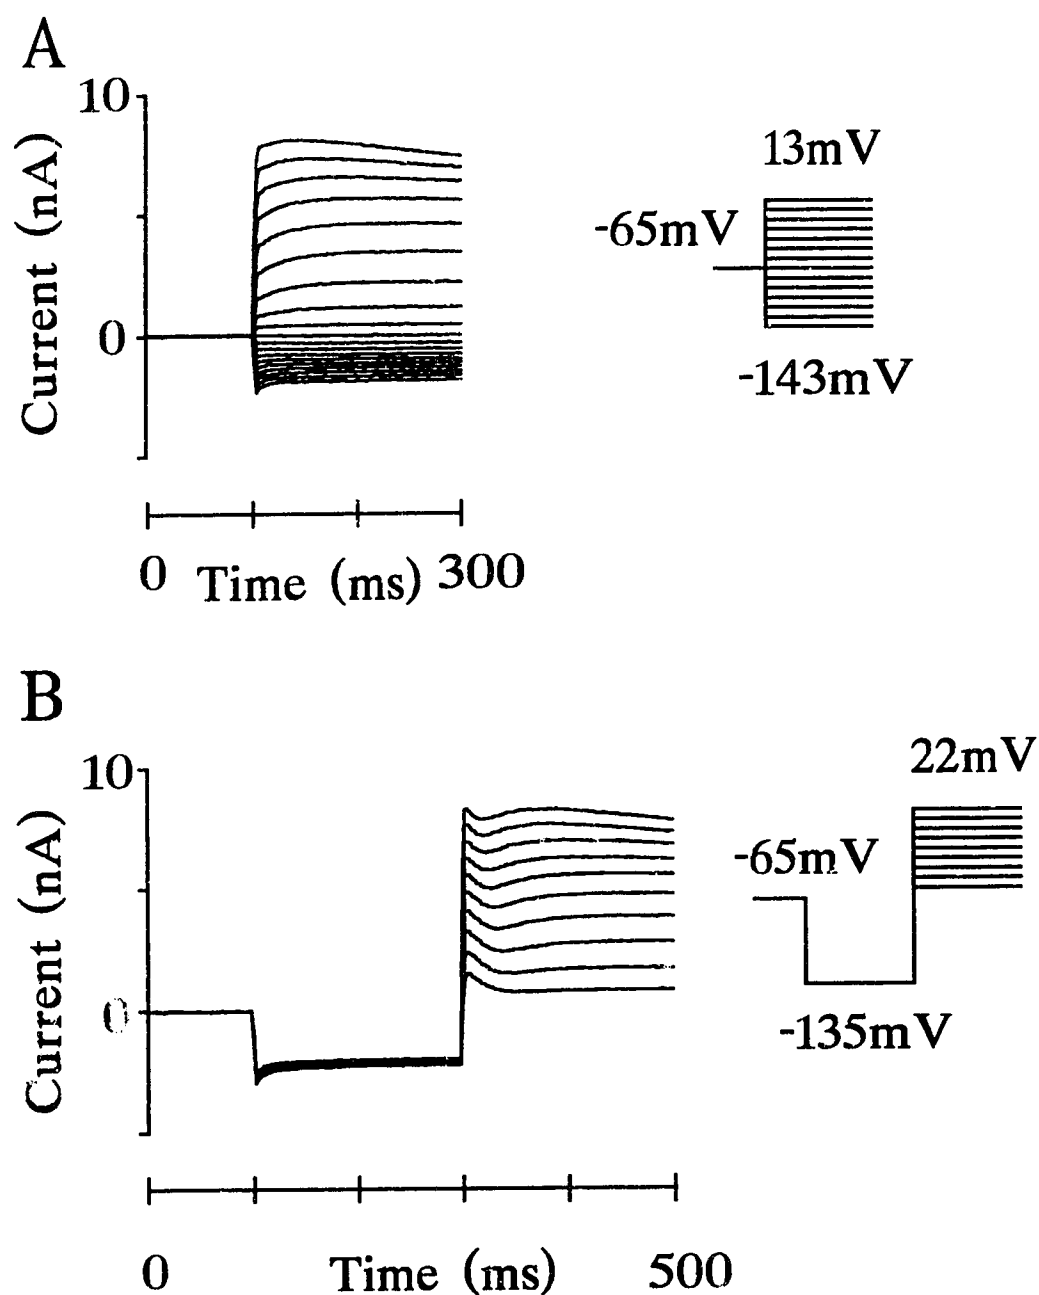 A
10
Current (nA)
0
0 Time (ms) 300
13mV
-65mV
-143mV
B
10
Current (nA)
0
0 Time (ms) 500
22mV
-65mV
-135mV